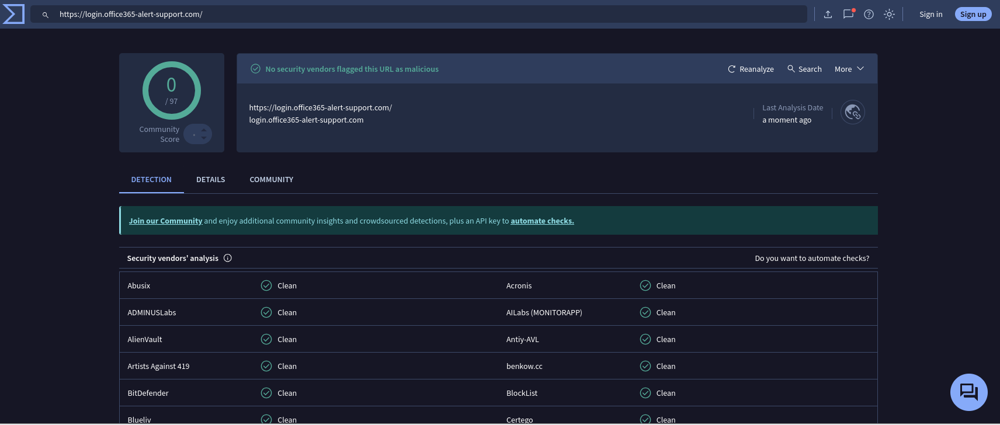 https://login.office365-alert-support.com/
Sign in
Sign up
0
/ 97
Community
Score
No security vendors flagged this URL as malicious
Reanalyze
Search
More
https://login.office365-alert-support.com/
login.office365-alert-support.com
Last Analysis Date
a moment ago
DETECTION
DETAILS
COMMUNITY
Join our Community and enjoy additional community insights and crowdsourced detections, plus an API key to automate checks.
Security vendors' analysis
Do you want to automate checks?
Abusix Clean Acronis Clean
ADMINUSLabs Clean AILabs (MONITORAPP) Clean
AlienVault Clean Antiy-AVL Clean
Artists Against 419 Clean benkow.cc Clean
BitDefender Clean BlockList Clean
Blueliv Clean Certego Clean